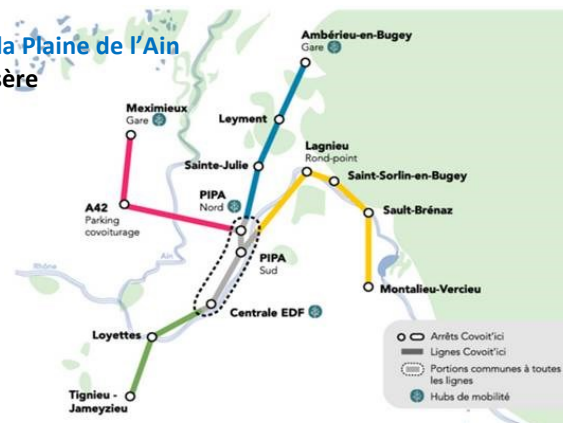 la Plaine de l'Ain
sère
Ambérieu-en-Bugey
Gare
Meximieux
Gare
Leyment
Lagnieu
Rond-point
Sainte-Julie
Saint-Sorlin-en-Bugey
PIPA
Nord
Sault-Brénaz
A42
Parking
covoiturage
PIPA
Sud
Rhône
Ain
Montalieu-Vercieu
Centrale EDF
Loyettes
Arrêts Covoit'ici
Lignes Covoit'ici
Portions communes à toutes
les lignes
Hubs de mobilité
Tignieu -
Jameyzieu